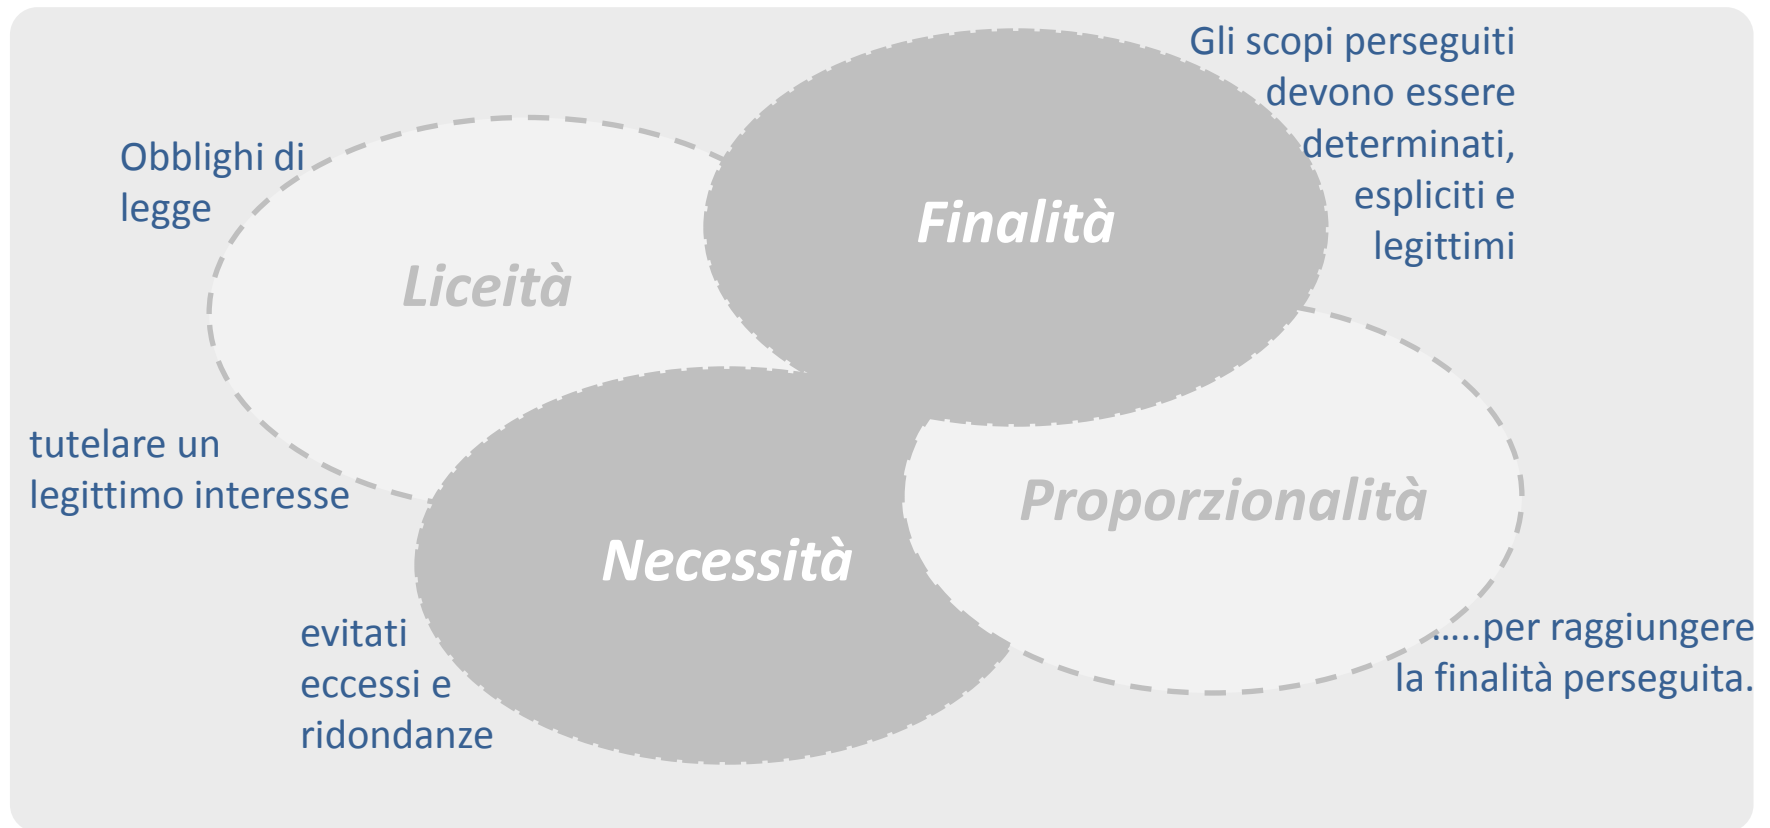 Obblighi di
legge
Liceità
tutelare un
legittimo interesse
Finalità
Gli scopi perseguiti
devono essere
determinati,
espliciti e
legittimi
Necessità
evitati
eccessi e
ridondanze
Proporzionalità
…..per raggiungere
la finalità perseguita.